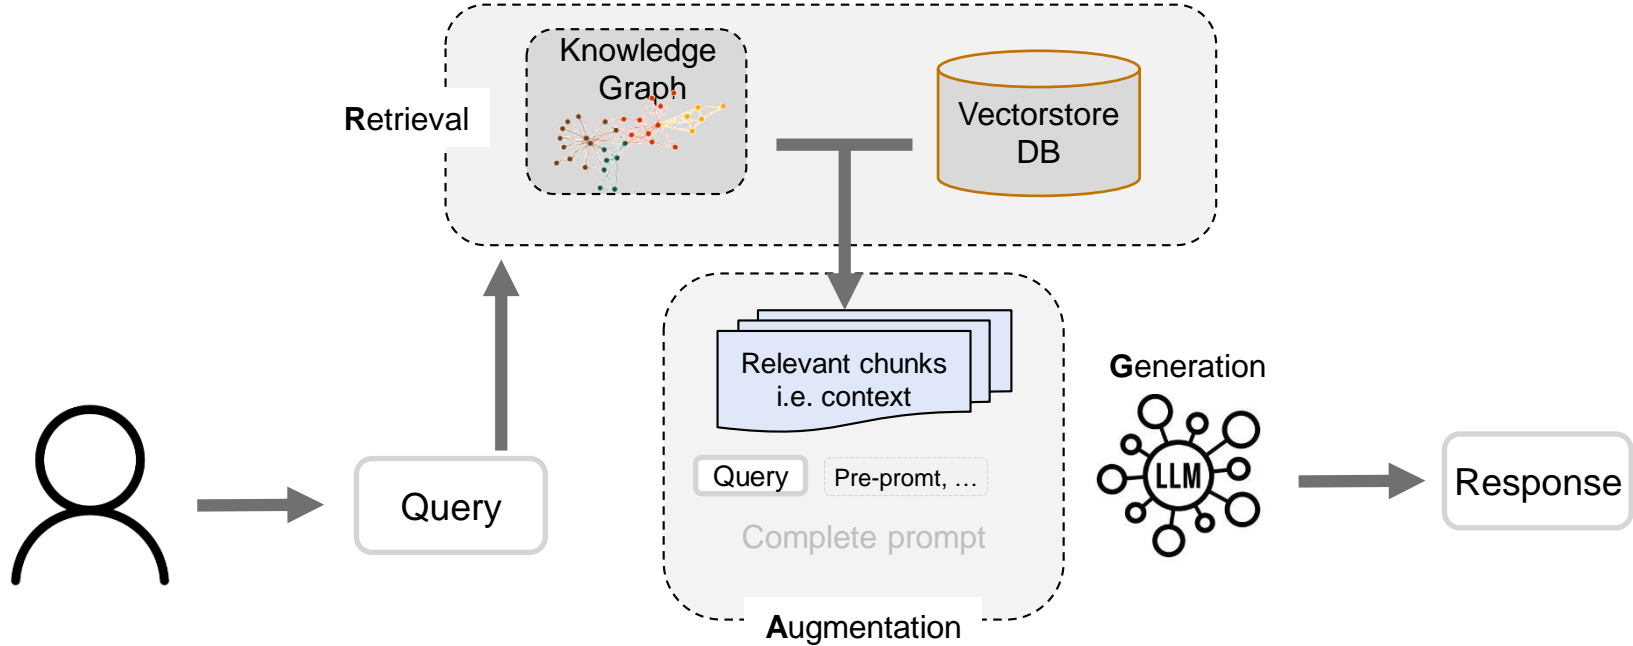 Knowledge
Graph
Retrieval
Vectorstore
DB
Query
Relevant chunks
i.e. context
Query
Pre-promt, …
Complete prompt
Augmentation
Generation
LLM
Response